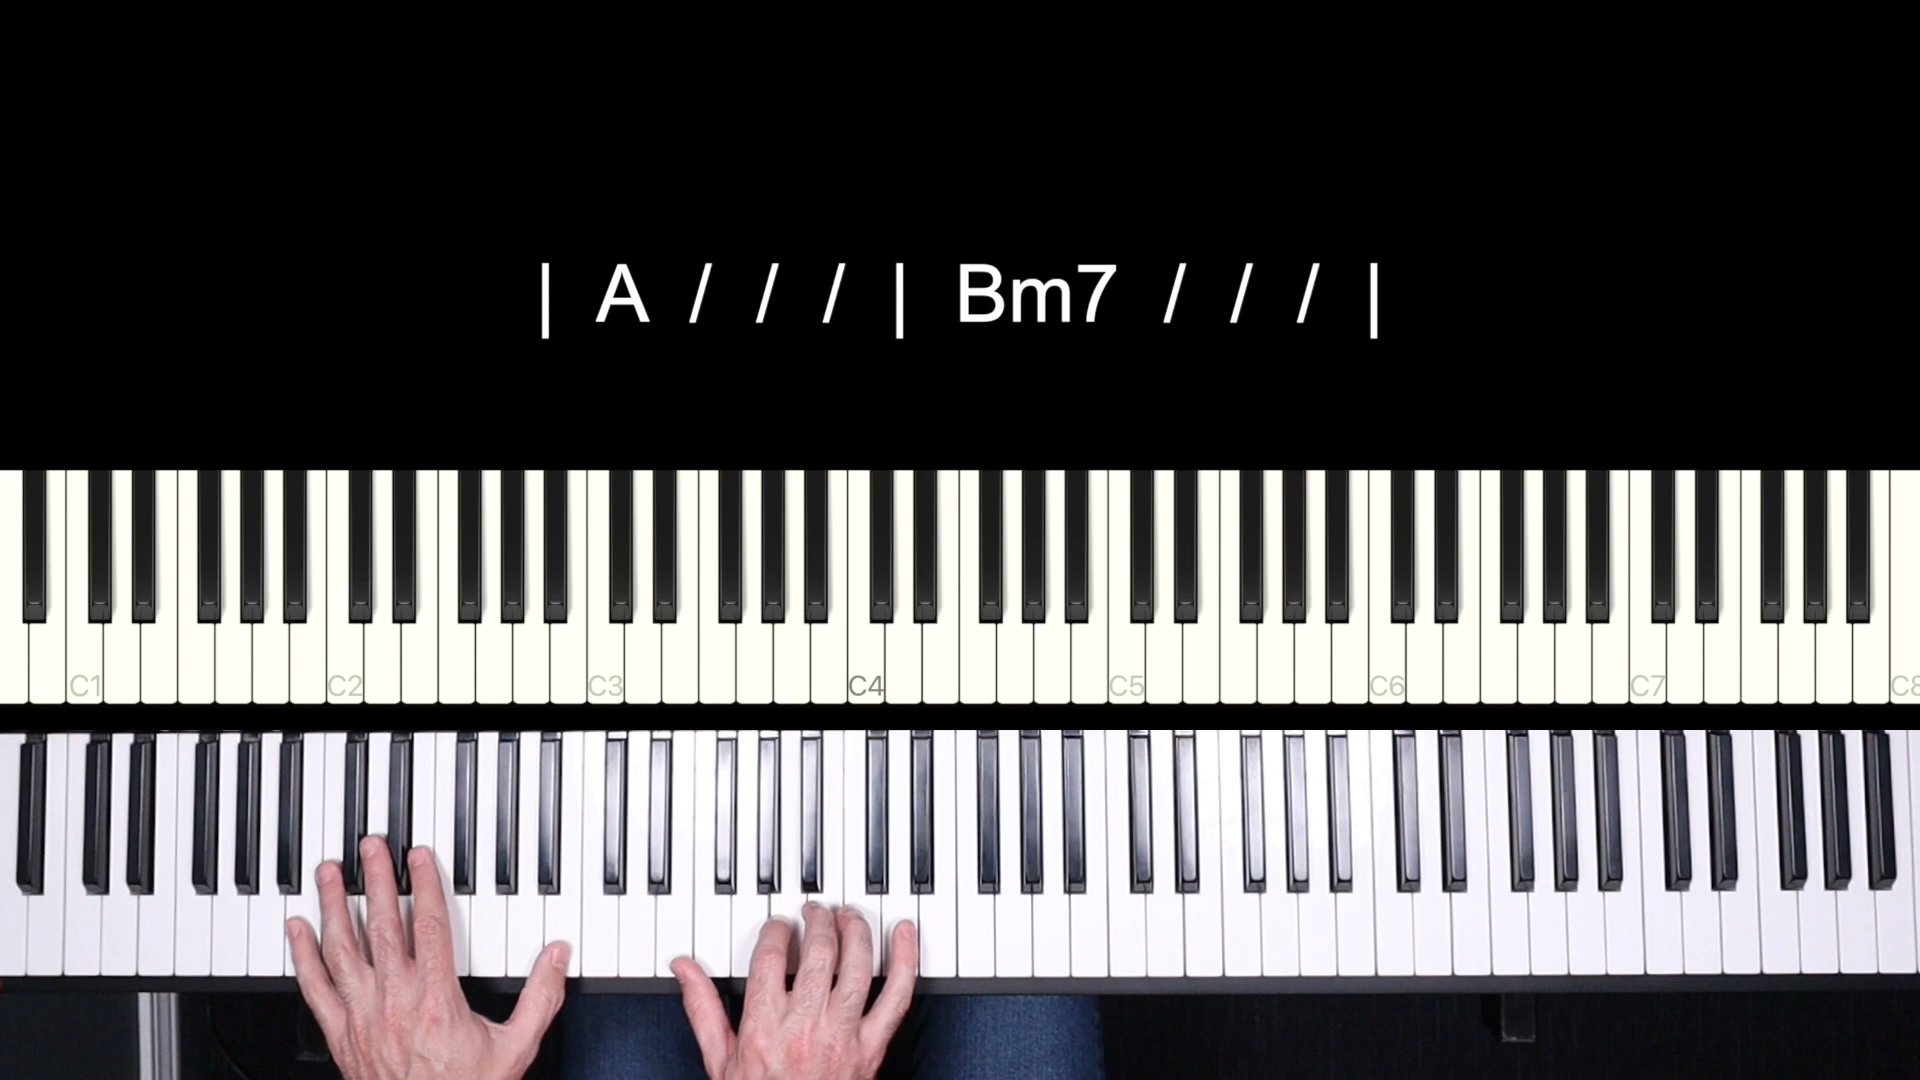 | A / / / | Bm7 / / / |
C1 C2 C3 C4 C5 C6 C7 C8